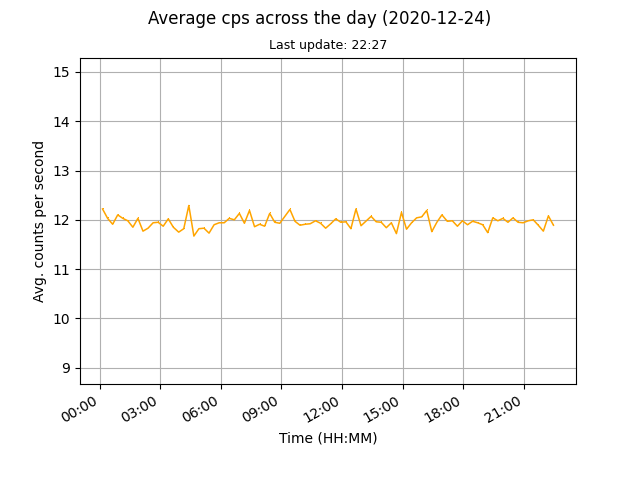 Average cps across the day (2020-12-24)
Last update: 22:27
15
14
13
12
11
10
9
Avg. counts per second
00:00 03:00 06:00 09:00 12:00 15:00 18:00 21:00
Time (HH:MM)